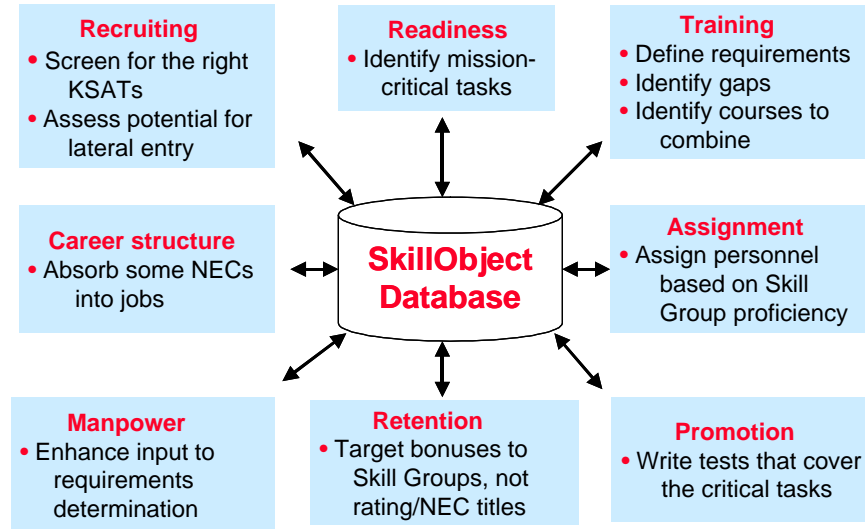 Recruiting
• Screen for the right
KSATs
• Assess potential for
lateral entry
Readiness
• Identify mission-
critical tasks
Training
• Define requirements
• Identify gaps
• Identify courses to
combine
Career structure
• Absorb some NECs
into jobs
SkillObject
Database
Assignment
• Assign personnel
based on Skill
Group proficiency
Manpower
• Enhance input to
requirements
determination
Retention
• Target bonuses to
Skill Groups, not
rating/NEC titles
Promotion
• Write tests that cover
the critical tasks